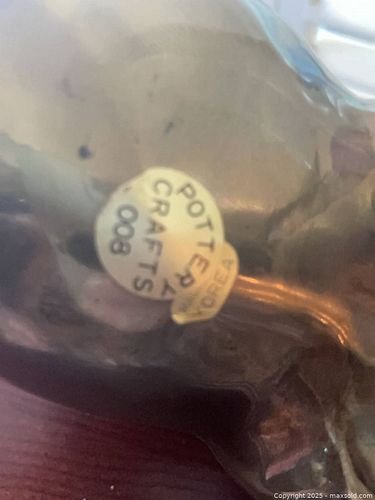 POTTERY
CRAFTS
008
KOREA
Copyright 2025 - maxsold.com